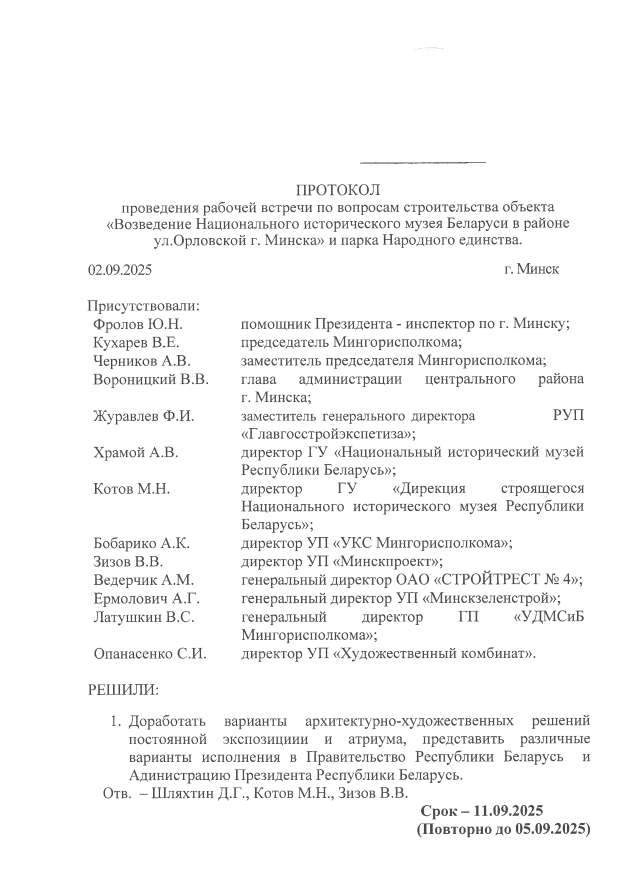 ПРОТОКОЛ
проведения рабочей встречи по вопросам строительства объекта
«Возведение Национального исторического музея Беларуси в районе
ул.Орловской г. Минска» и парка Народного единства.
02.09.2025 г. Минск
Присутствовали:
Фролов Ю.Н. помощник Президента - инспектор по г. Минску;
Кухарев В.Е. председатель Мингорисполкома;
Черников А.В. заместитель председателя Мингорисполкома;
Вороницкий В.В. глава администрации центрального района
г. Минска;
Журавлев Ф.И. заместитель генерального директора РУП
«Главгосстройэкспетиза»;
Храмой А.В. директор ГУ «Национальный исторический музей
Республики Беларусь»;
Котов М.Н. директор ГУ «Дирекция строящегося
Национального исторического музея Республики
Беларусь»;
Бобарико А.К. директор УП «УКС Мингорисполкома»;
Зизов В.В. директор УП «Минскпроект»;
Ведерчик А.М. генеральный директор ОАО «СТРОЙТРЕСТ № 4»;
Ермолович А.Г. генеральный директор УП «Минскзеленстрой»;
Латушкин В.С. генеральный директор ГП «УДМСиБ
Мингорисполкома»;
Опанасенко С.И. директор УП «Художественный комбинат».
РЕШИЛИ:
1. Доработать варианты архитектурно-художественных решений
постоянной экспозициии и атриума, представить различные
варианты исполнения в Правительство Республики Беларусь и
Адинистрацию Президента Республики Беларусь.
Отв. – Шляхтин Д.Г., Котов М.Н., Зизов В.В.
Срок – 11.09.2025
(Повторно до 05.09.2025)